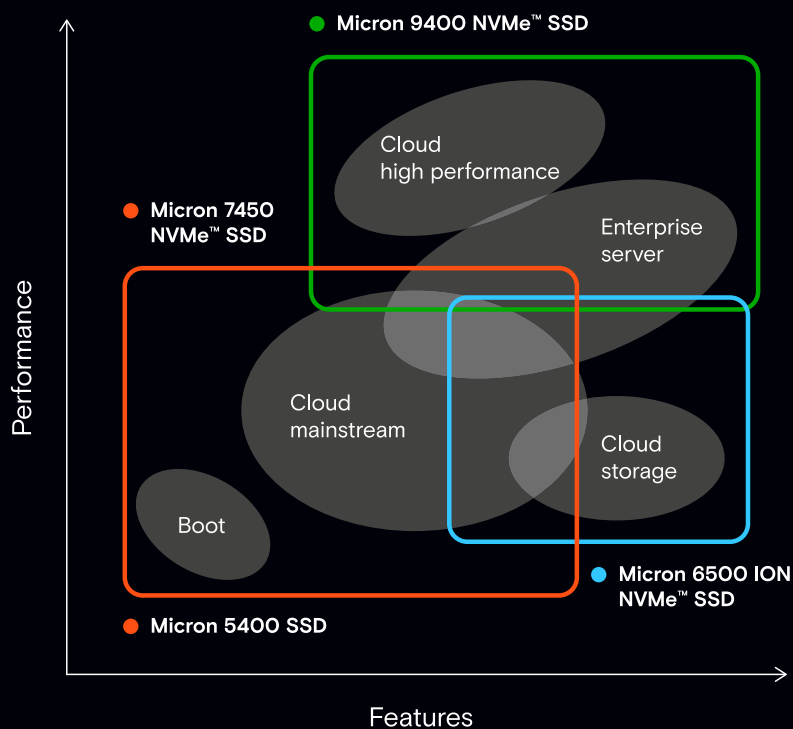 Micron 9400 NVMe™ SSD
Cloud
high performance
Micron 7450
NVMe™ SSD
Enterprise
server
Performance
Cloud
mainstream
Cloud
storage
Boot
Micron 6500 ION
NVMe™ SSD
Micron 5400 SSD
Features